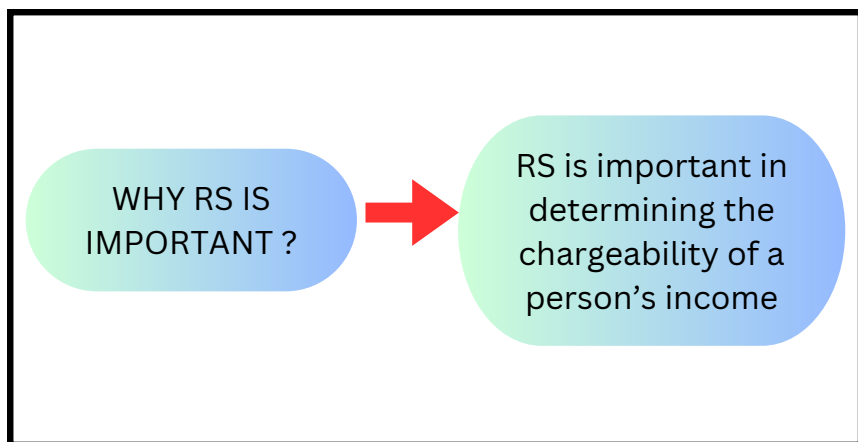 WHY RS IS
IMPORTANT ?
RS is important in
determining the
chargeability of a
person’s income